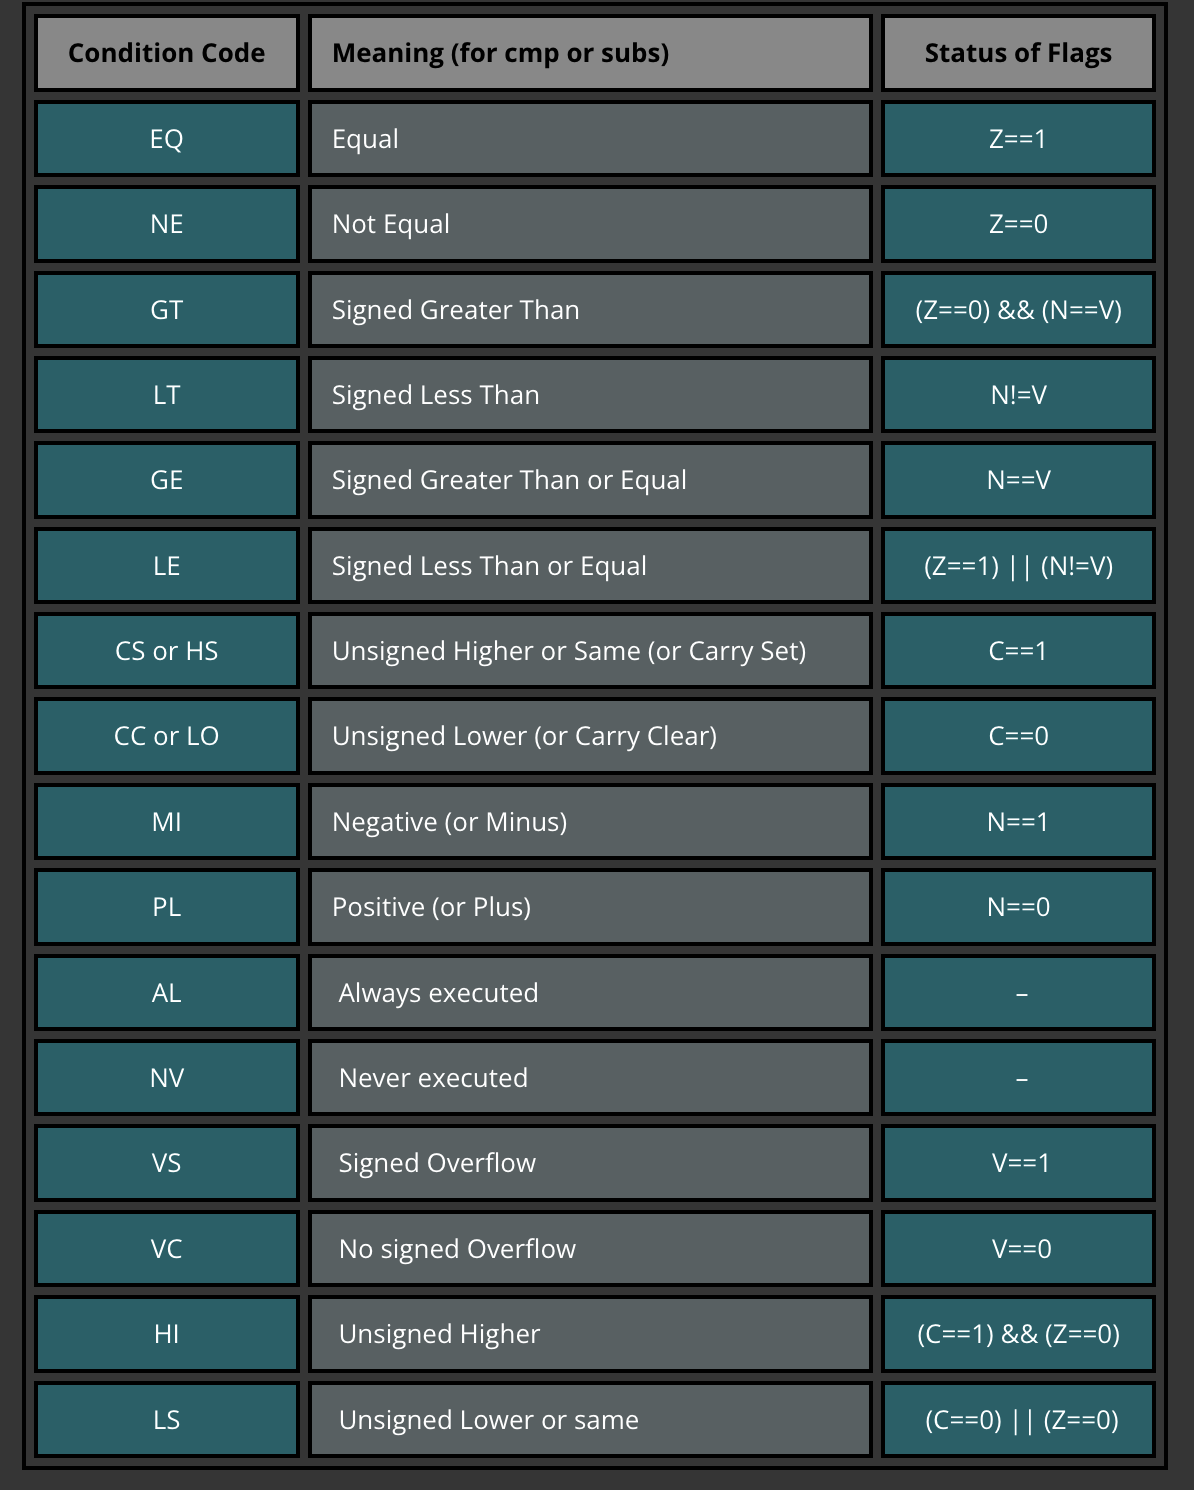 Condition Code Meaning (for cmp or subs) Status of Flags
EQ Equal Z==1
NE Not Equal Z==0
GT Signed Greater Than (Z==0) && (N==V)
LT Signed Less Than N!=V
GE Signed Greater Than or Equal N==V
LE Signed Less Than or Equal (Z==1) || (N!=V)
CS or HS Unsigned Higher or Same (or Carry Set) C==1
CC or LO Unsigned Lower (or Carry Clear) C==0
MI Negative (or Minus) N==1
PL Positive (or Plus) N==0
AL Always executed –
NV Never executed –
VS Signed Overflow V==1
VC No signed Overflow V==0
HI Unsigned Higher (C==1) && (Z==0)
LS Unsigned Lower or same (C==0) || (Z==0)